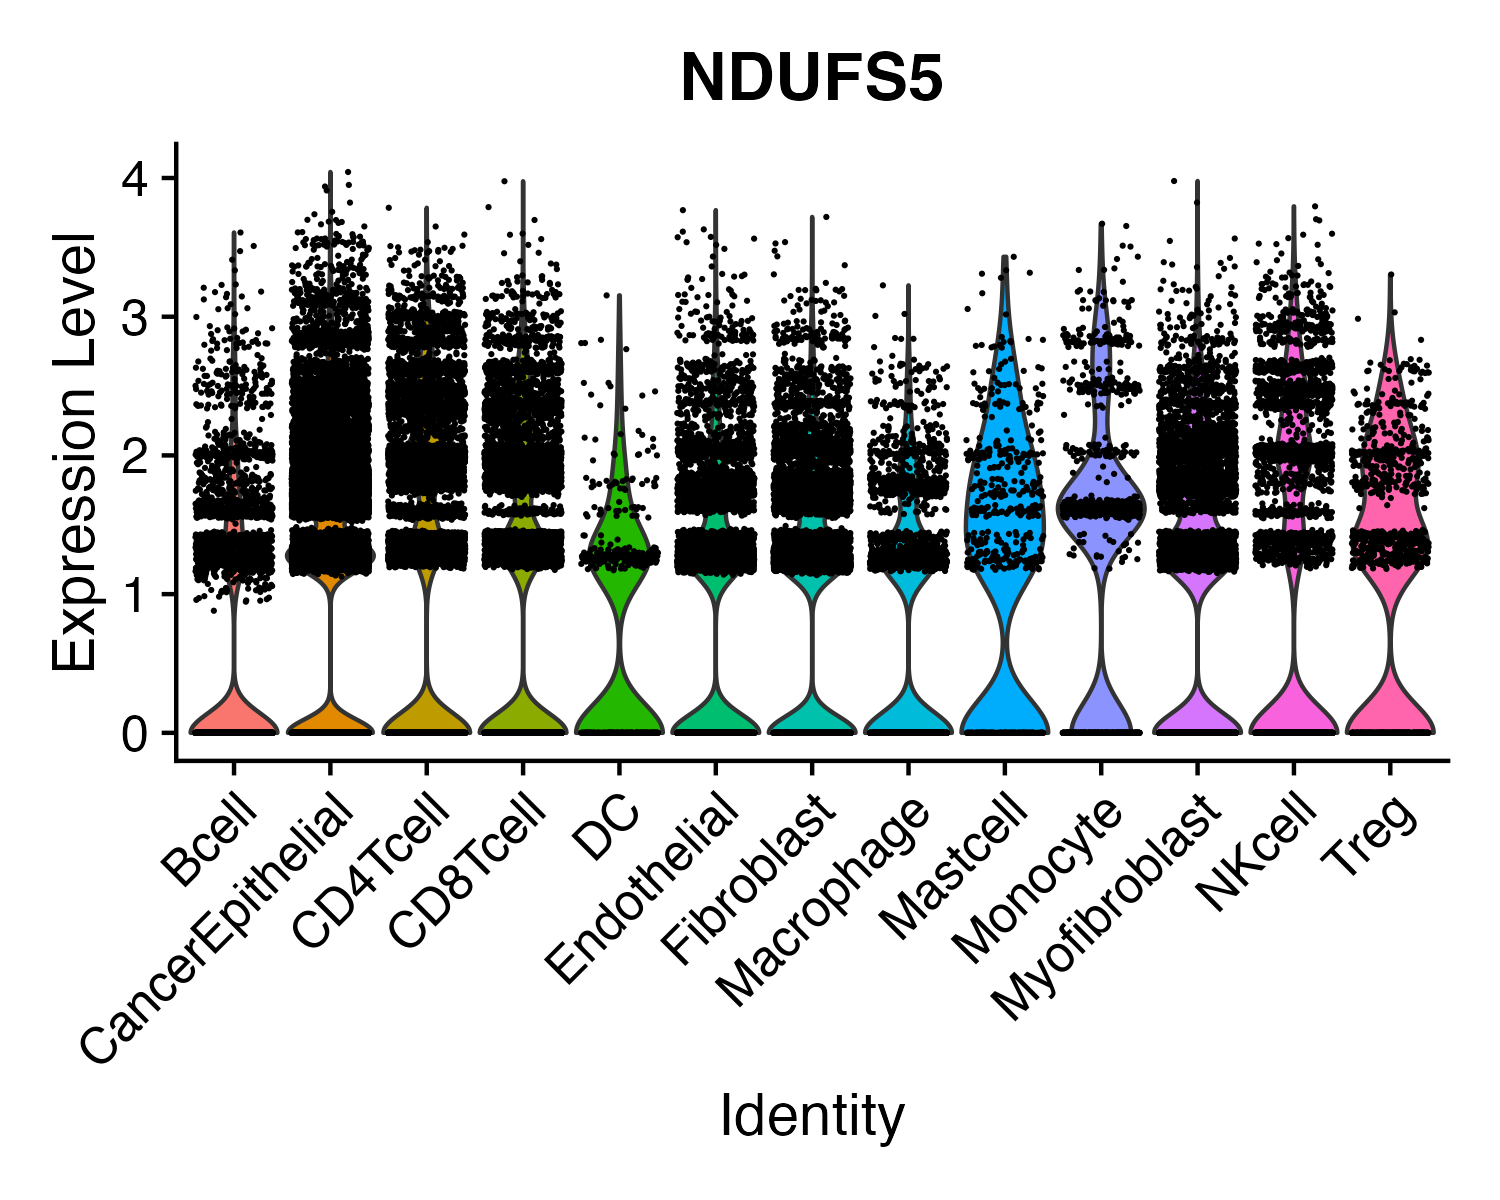 NDUFS5
Expression Level
4
3
2
1
0
Bcell
CancerEpithelial
CD4Tcell
CD8Tcell
DC
Endothelial
Fibroblast
Macrophage
Mastcell
Monocyte
Myofibroblast
NKcell
Treg
Identity